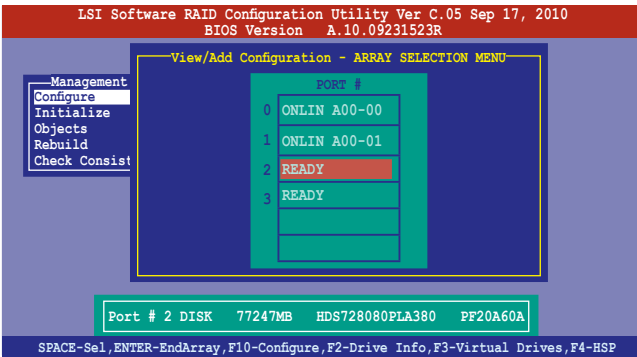 LSI Software RAID Configuration Utility Ver C.05 Sep 17, 2010
BIOS Version A.10.09231523R
View/Add Configuration - ARRAY SELECTION MENU
Management
Configure
Initialize
Objects
Rebuild
Check Consist
PORT #
0 ONLIN A00-00
1 ONLIN A00-01
2 READY
3 READY
Port # 2 DISK 77247MB HDS728080PLA380 PF20A60A
SPACE-Sel,ENTER-EndArray,F10-Configure,F2-Drive Info,F3-Virtual Drives,F4-HSP